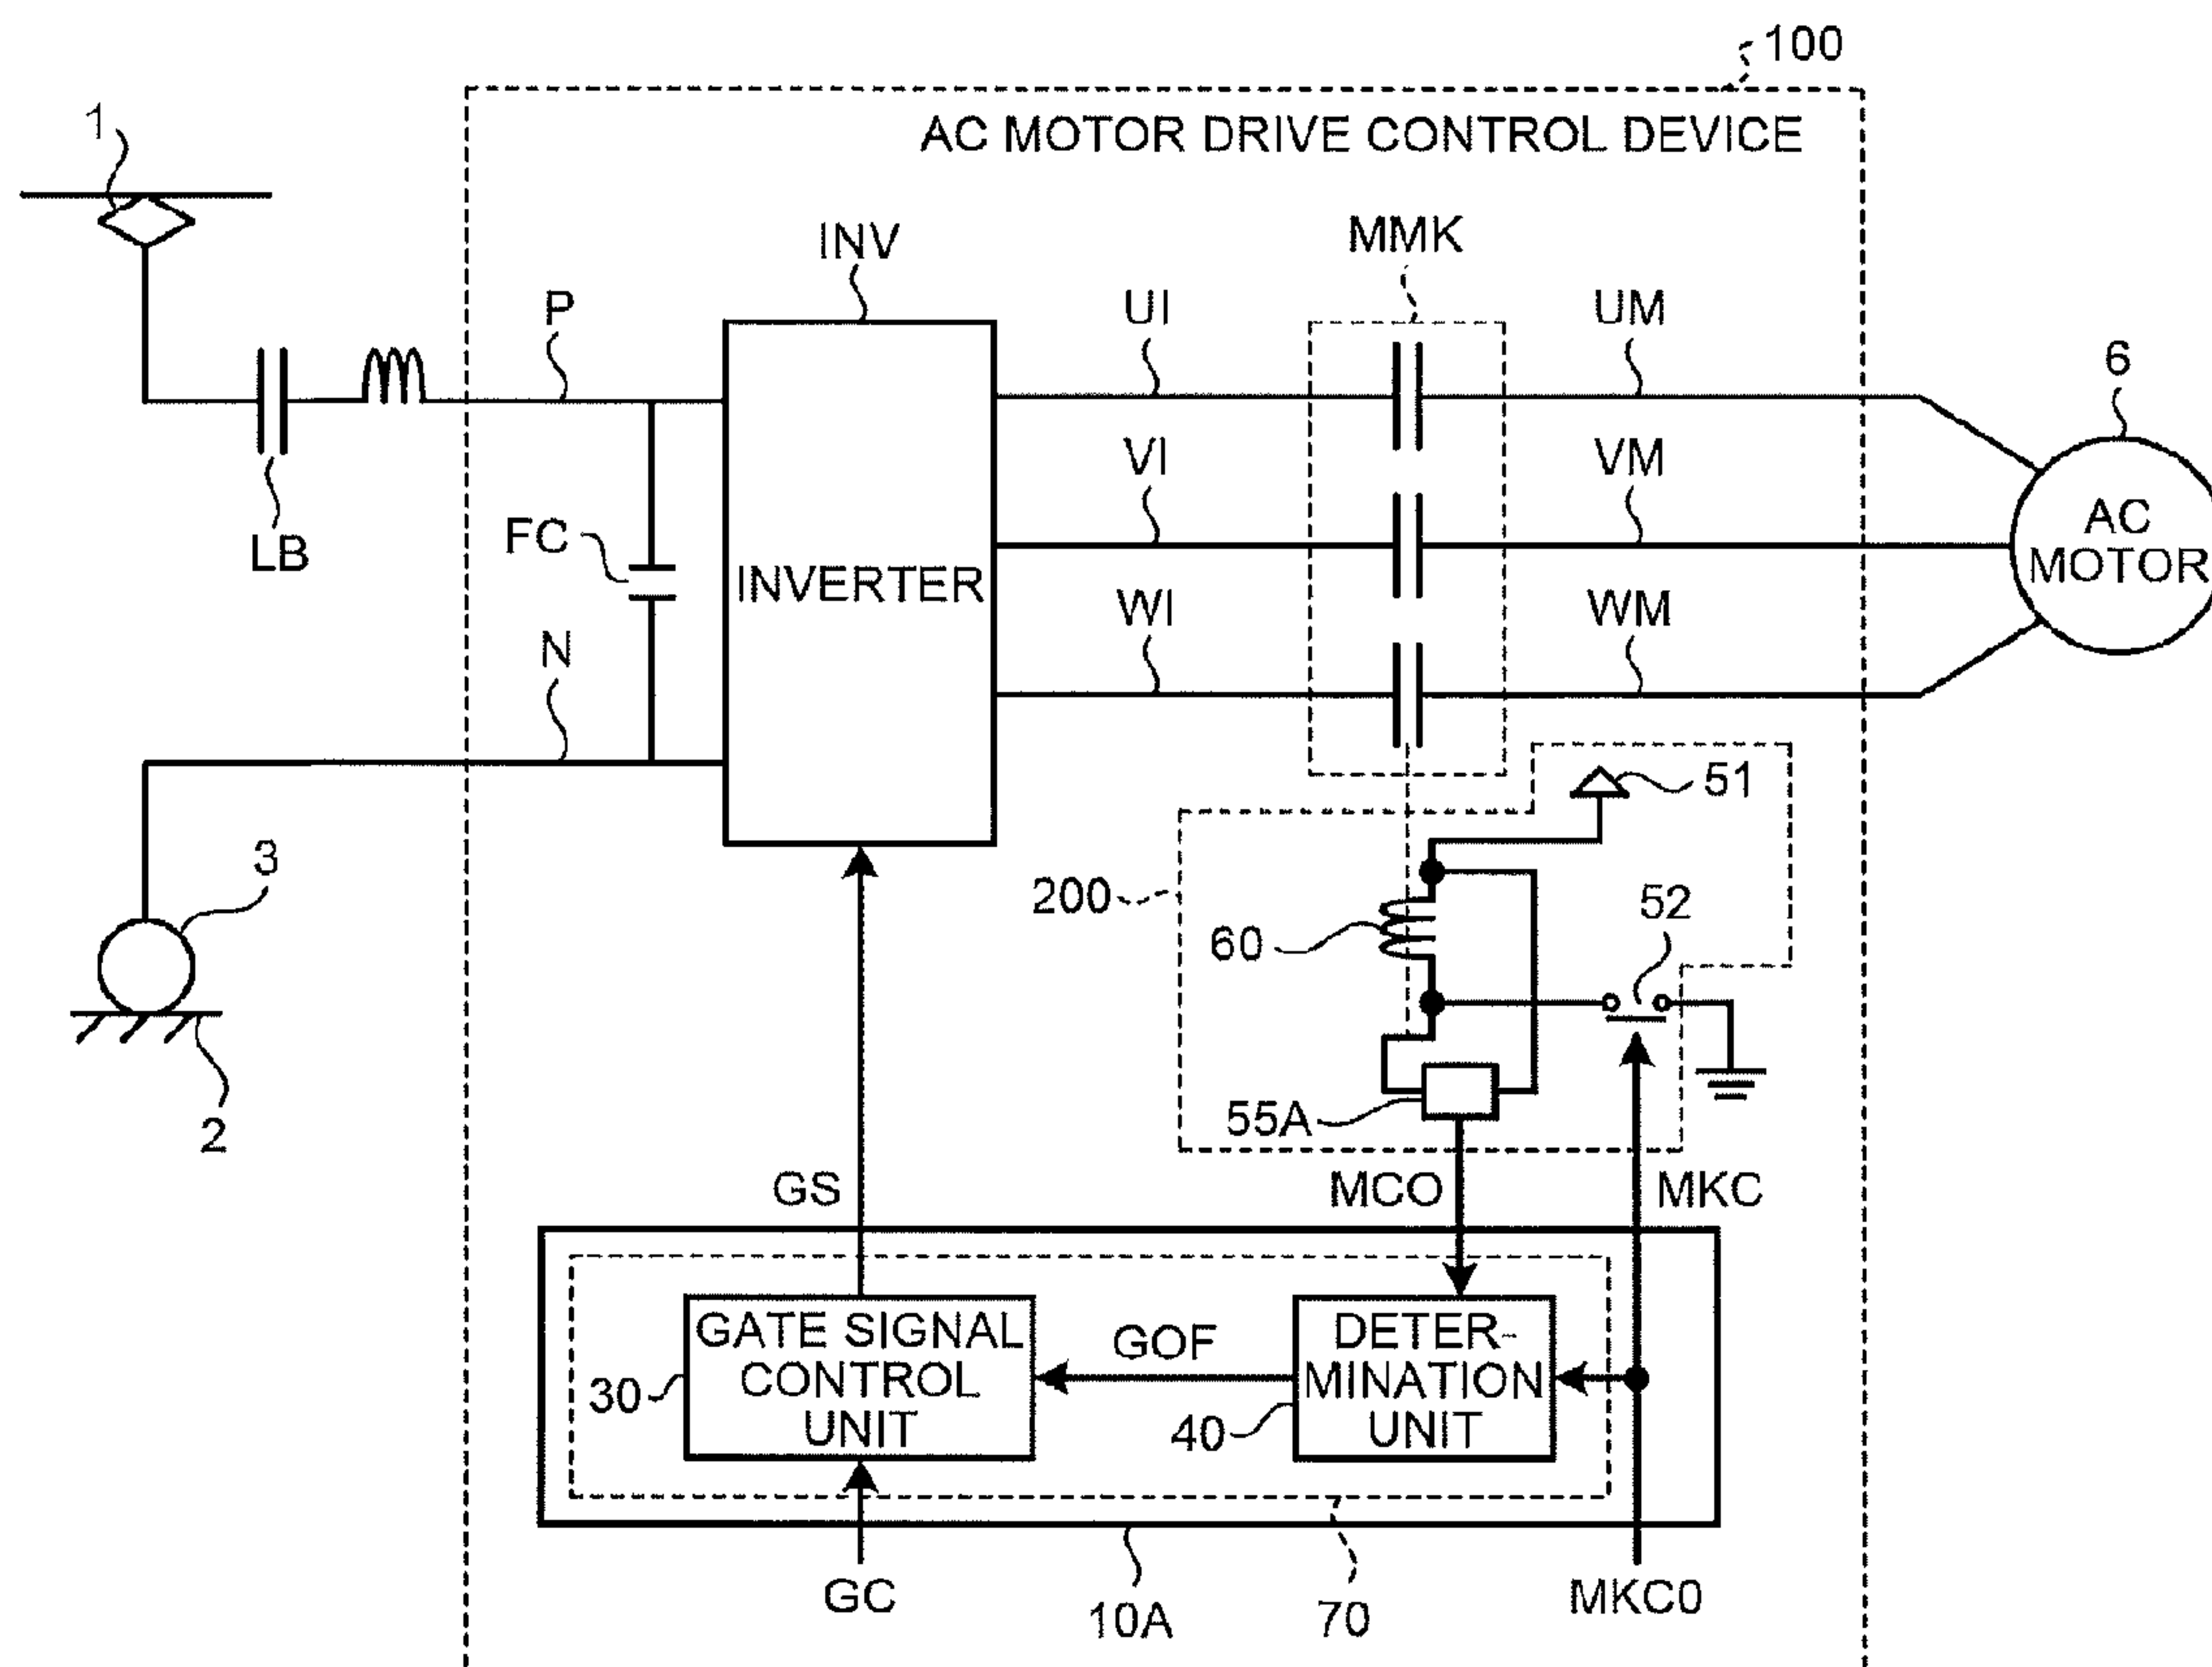 100
AC MOTOR DRIVE CONTROL DEVICE
1
INV
MMK
P
UI
UM
6
LB
FC
VI
VM
AC
MOTOR
INVERTER
N
WI
WM
51
3
200
52
60
2
55A
GS
MCO
MKC
GATE SIGNAL
CONTROL
UNIT
GOF
DETER-
MINATION
UNIT
30
40
GC
10A
70
MKC0